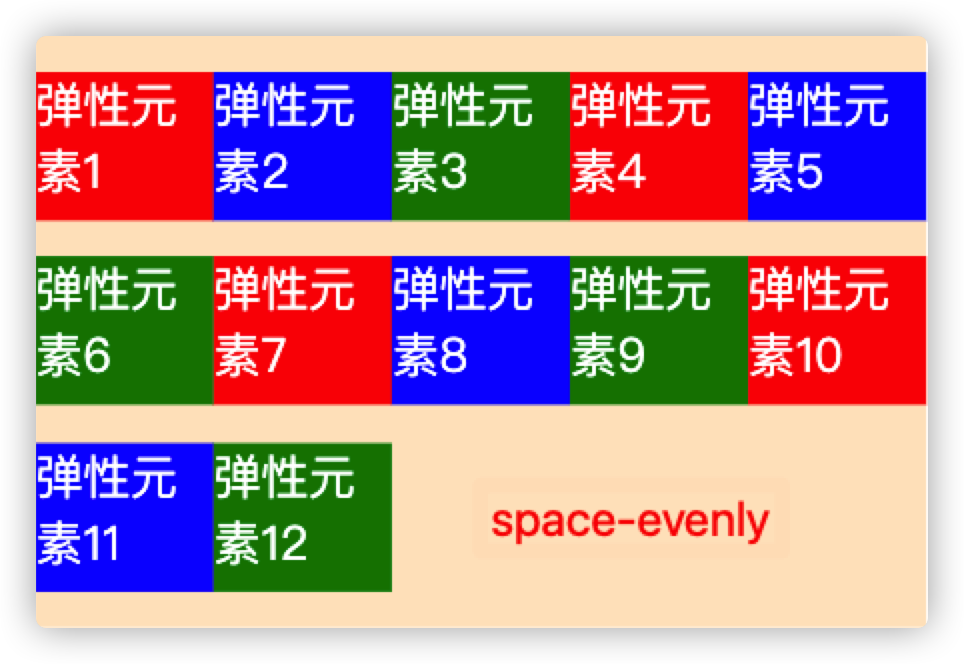 弹性元 弹性元 弹性元 弹性元 弹性元
素1 素2 素3 素4 素5
弹性元 弹性元 弹性元 弹性元 弹性元
素6 素7 素8 素9 素10
弹性元 弹性元
素11 素12
space-evenly